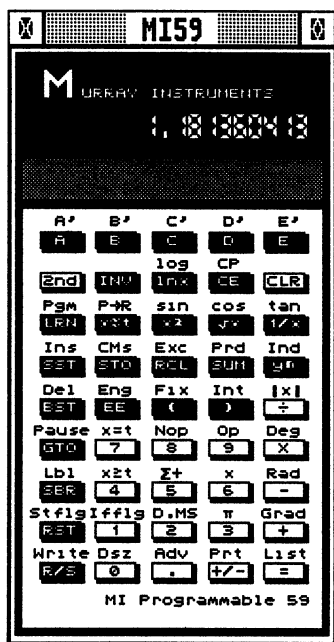 MI59
MURRAY INSTRUMENTS
1.181360413
A' B' C' D' E'
A B C D E
log CP
2nd INV lnx CE CLR
Pgm P→R sin cos tan
LRN x≷t x² √x 1/x
Ins CMs Exc Prd Ind
SST STO RCL SUM yⁿ
Del Eng Fix Int |x|
BST EE ( ) ÷
Pause x=t Nop Op Deg
GTO 7 8 9 X
Lbl x≥t Σ+ x Rad
SBR 4 5 6 -
Stflg Ifflg D.MS π Grad
RST 1 2 3 +
Write Dsz Adv Prt List
R/S 0 . +/- =
MI Programmable 59